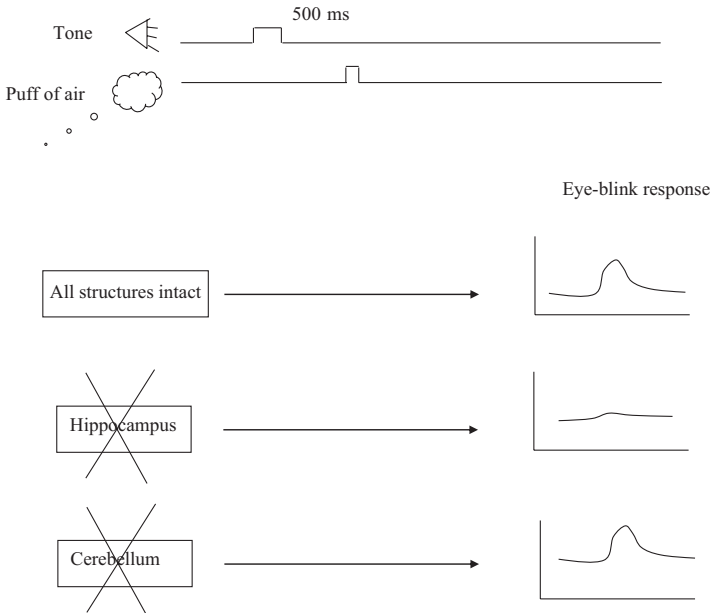 500 ms
Tone
Puff of air
Eye-blink response
All structures intact
Hippocampus
Cerebellum